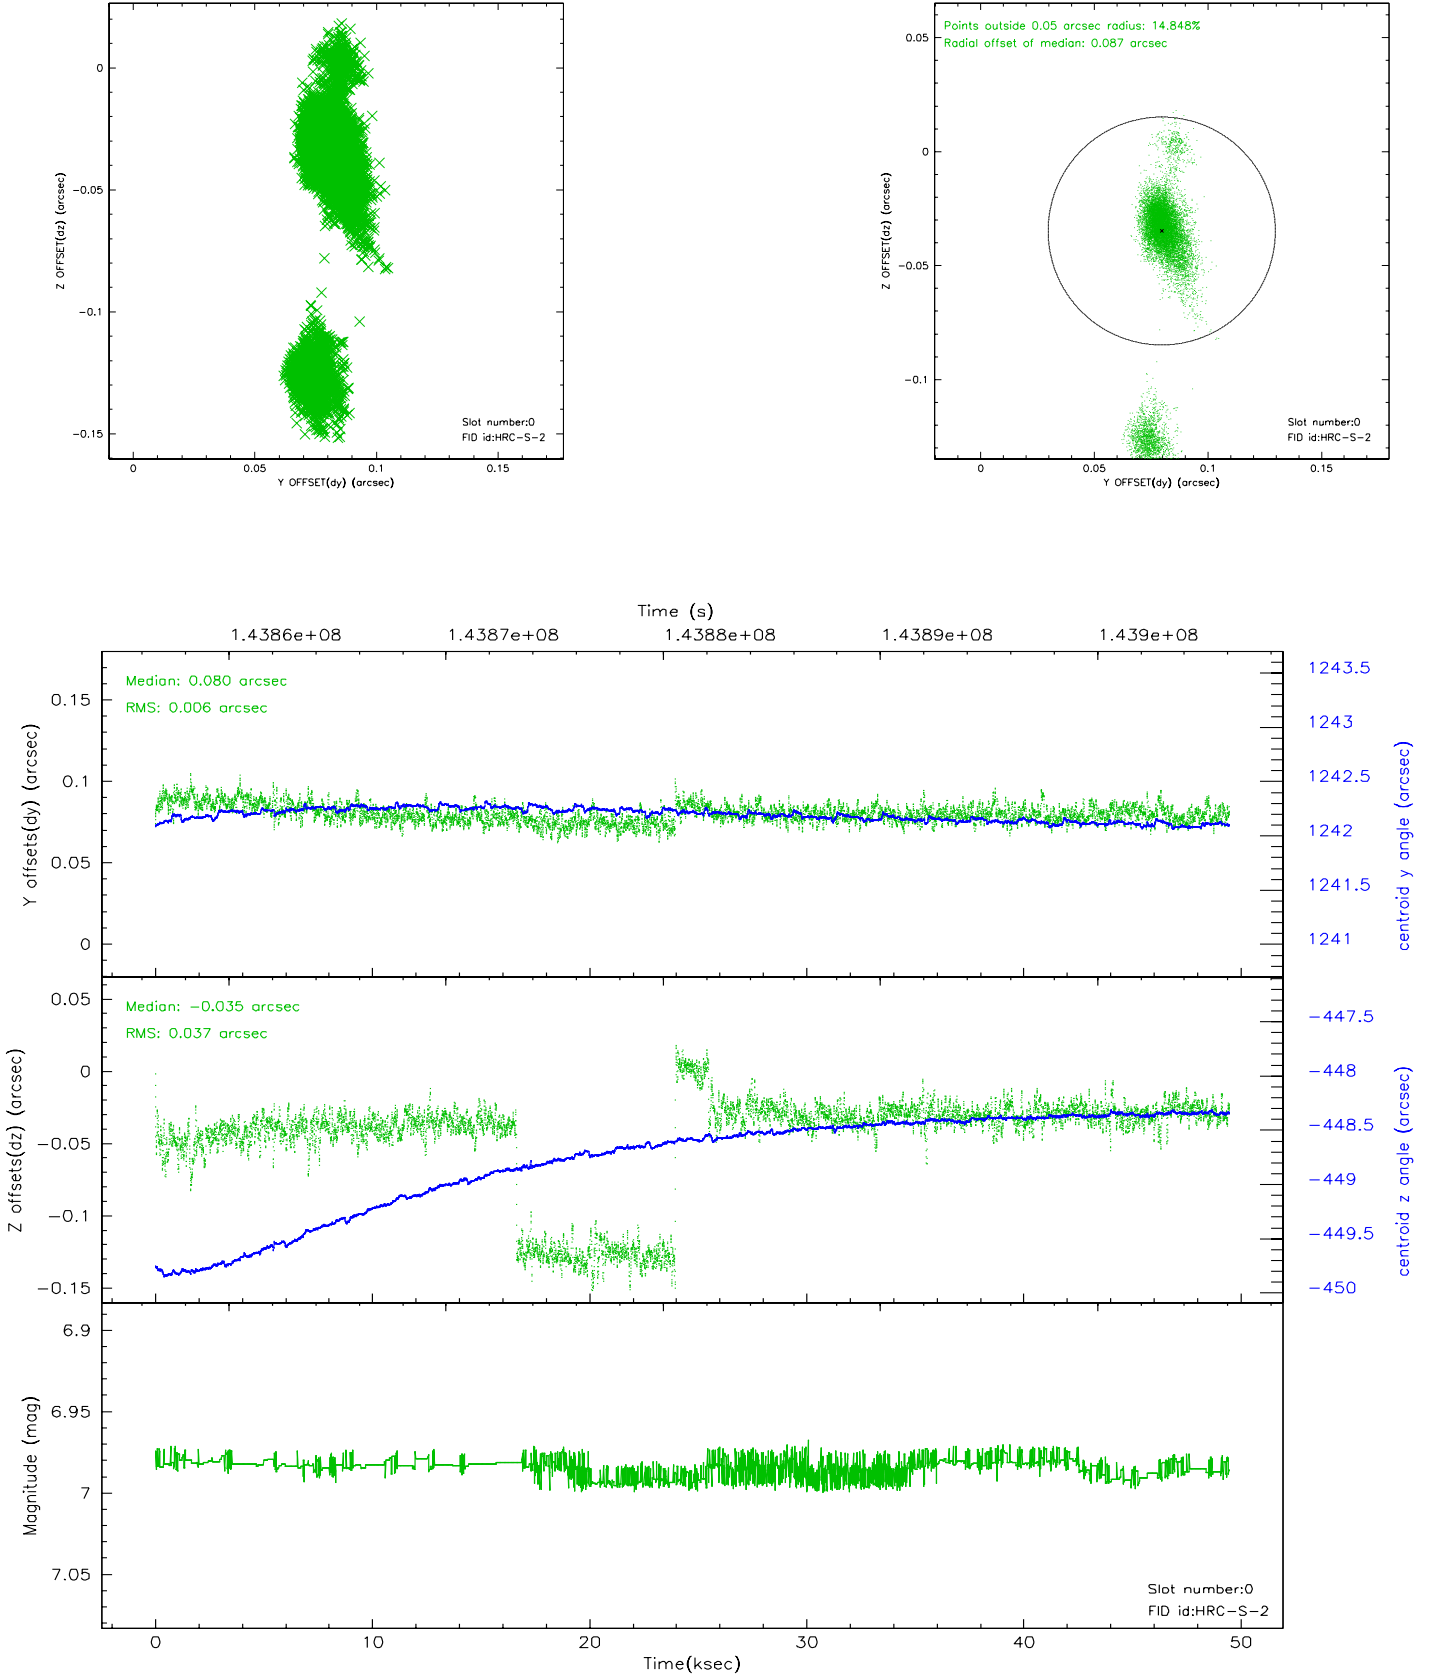 0
−0.05
−0.1
−0.15
Z OFFSET(dz) (arcsec)
Slot number:0
FID id:HRC−S−2
0
0.05
0.1
0.15
Y OFFSET(dy) (arcsec)
Points outside 0.05 arcsec radius: 14.848%
Radial offset of median: 0.087 arcsec
0.05
0
−0.05
−0.1
Z OFFSET(dz) (arcsec)
Slot number:0
FID id:HRC−S−2
0
0.05
0.1
0.15
Y OFFSET(dy) (arcsec)
Time (s)
1.4386e+08
1.4387e+08
1.4388e+08
1.4389e+08
1.439e+08
Median: 0.080 arcsec
RMS: 0.006 arcsec
0.15
0.1
0.05
0
Y offsets(dy) (arcsec)
1243.5
1243
1242.5
1242
1241.5
1241
centroid y angle (arcsec)
Median: −0.035 arcsec
RMS: 0.037 arcsec
0.05
0
−0.05
−0.1
−0.15
Z offsets(dz) (arcsec)
−447.5
−448
−448.5
−449
−449.5
−450
centroid z angle (arcsec)
6.9
6.95
7
7.05
Magnitude (mag)
Slot number:0
FID id:HRC−S−2
0
10
20
30
40
50
Time(ksec)